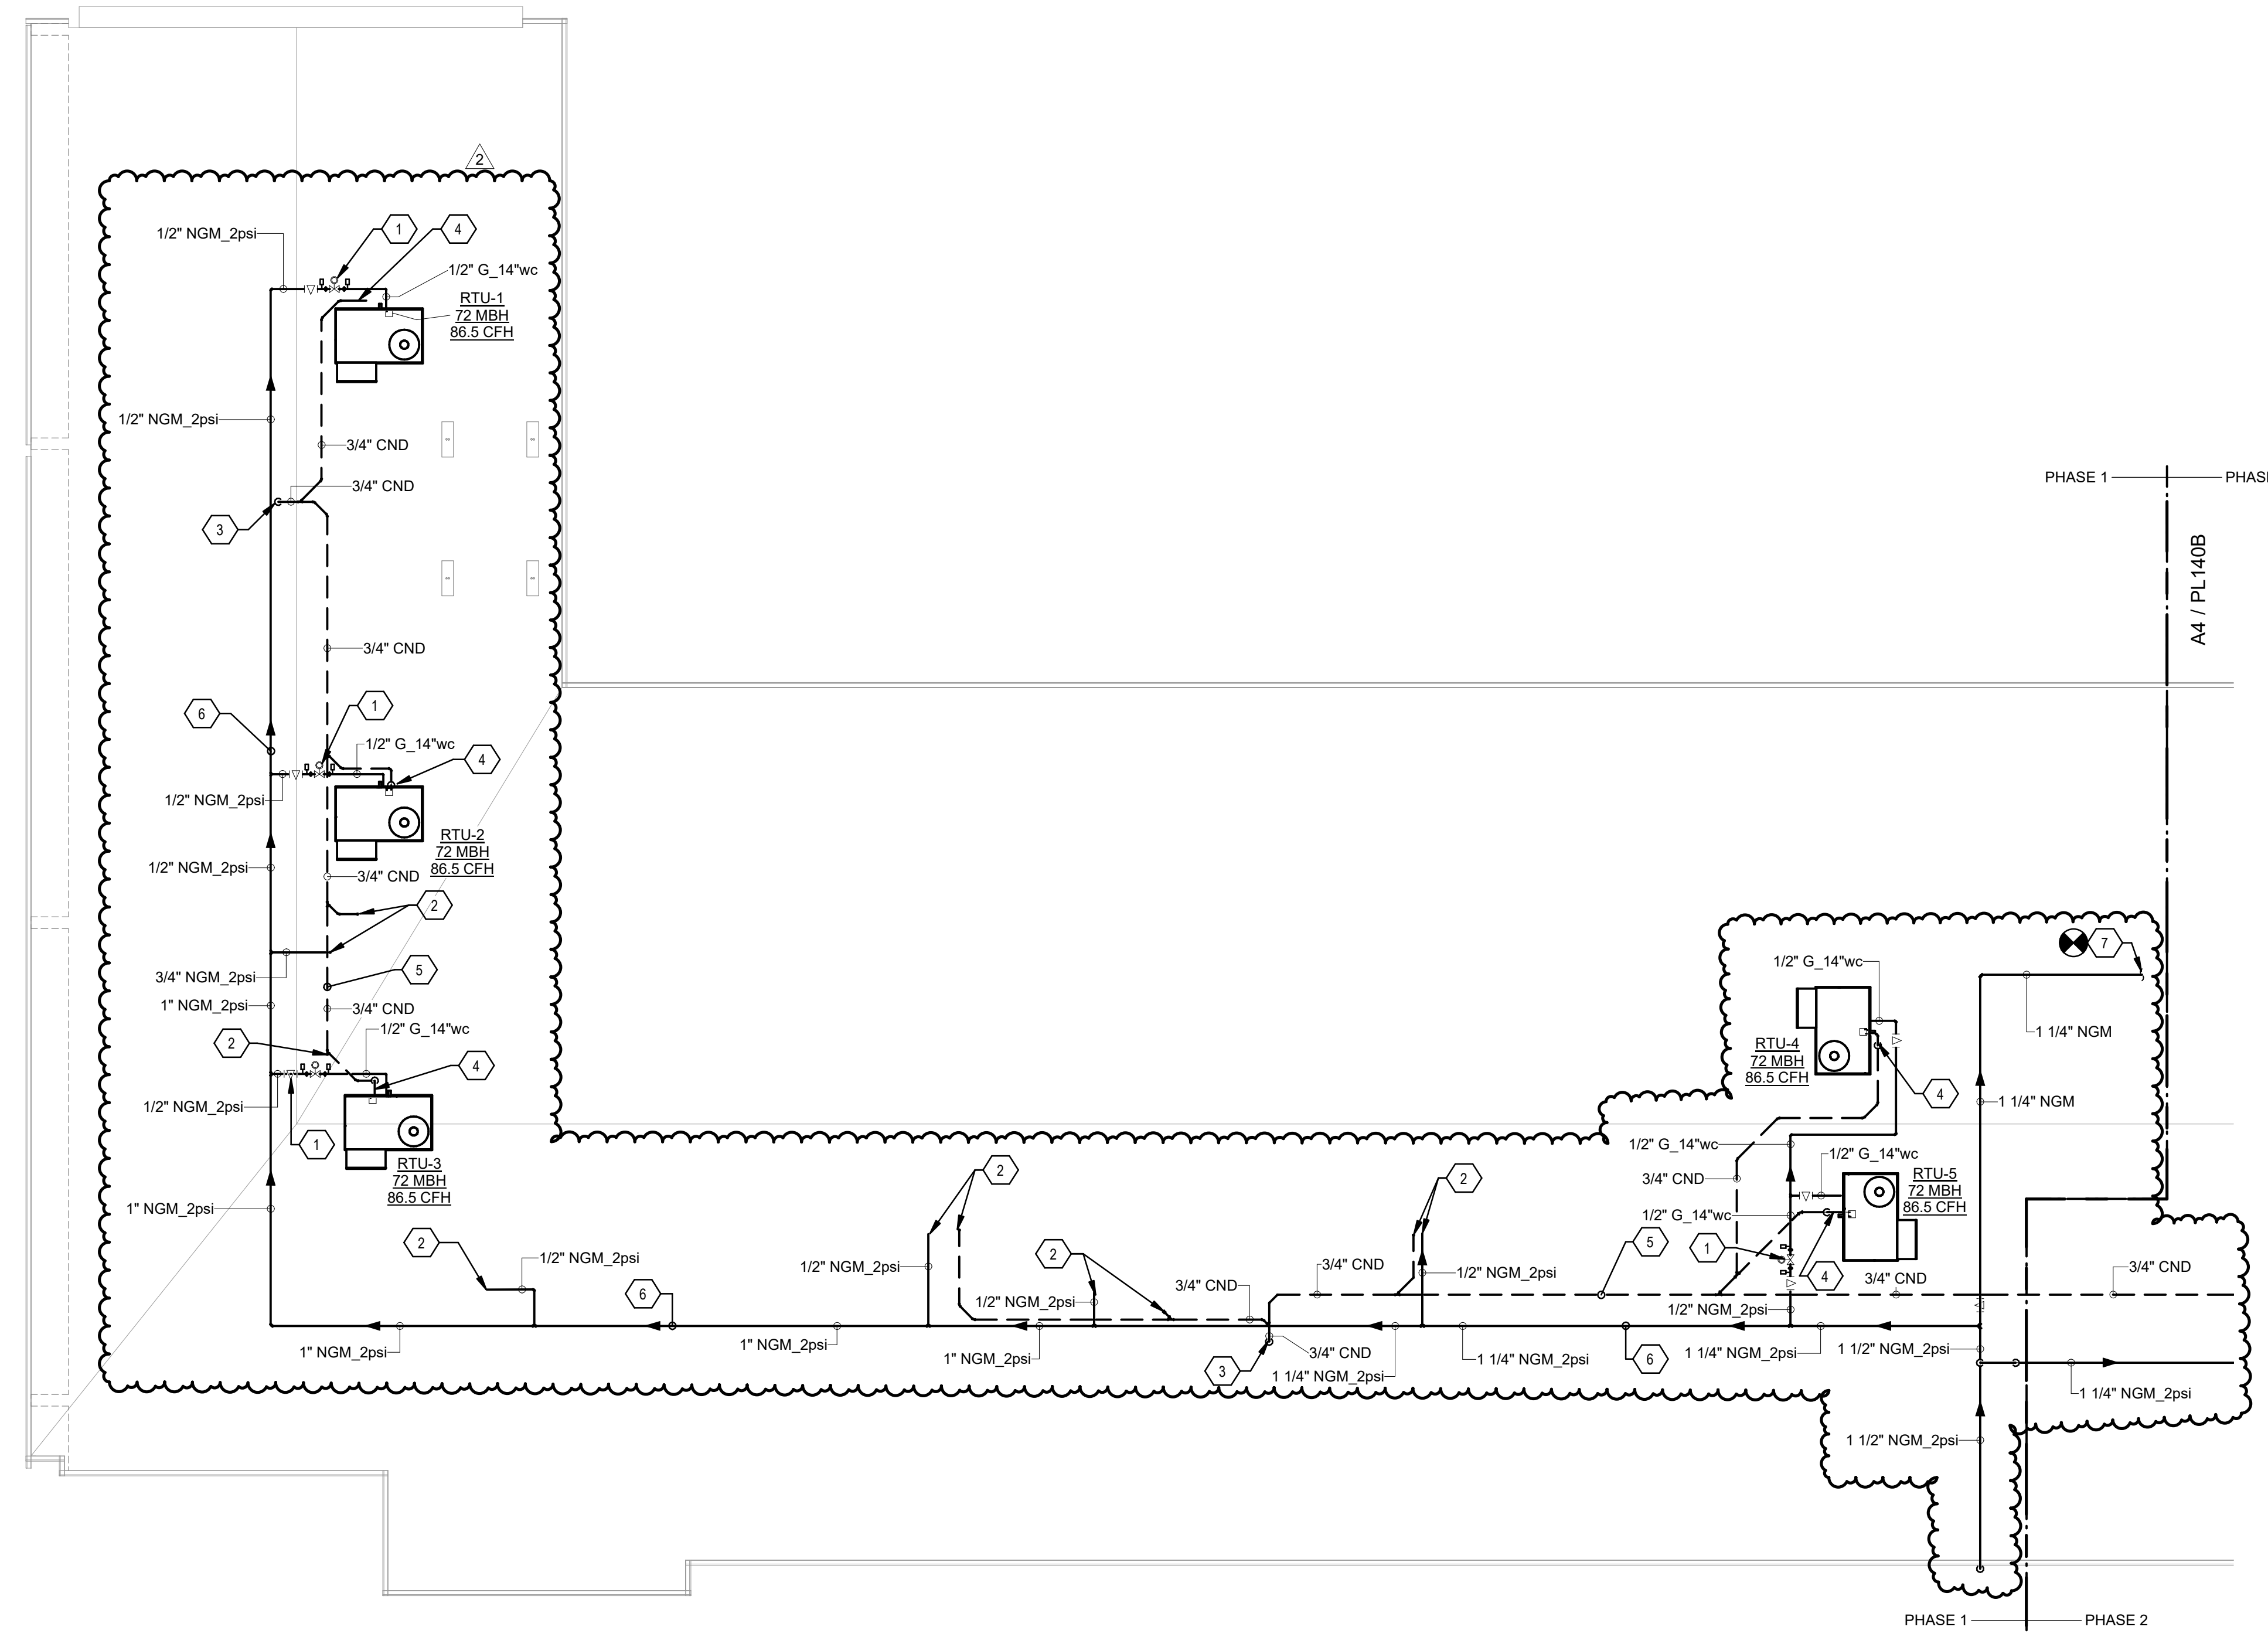 2
1
4
1/2" NGM_2psi
1/2" G_14"wc
RTU-1
72 MBH
86.5 CFH
1/2" NGM_2psi
3/4" CND
3/4" CND
3
PHASE 1
PHASE
A4 / PL140B
3/4" CND
6
1
1/2" G_14"wc
4
1/2" NGM_2psi
RTU-2
72 MBH
86.5 CFH
1/2" NGM_2psi
3/4" CND
2
3/4" NGM_2psi
5
1" NGM_2psi
3/4" CND
1/2" G_14"wc
2
4
1/2" NGM_2psi
1
RTU-3
72 MBH
86.5 CFH
1" NGM_2psi
7
1/2" G_14"wc
1 1/4" NGM
RTU-4
72 MBH
86.5 CFH
4
1 1/4" NGM
1/2" G_14"wc
1/2" G_14"wc
3/4" CND
RTU-5
72 MBH
86.5 CFH
1/2" G_14"wc
1
4
2
1/2" NGM_2psi
6
2
1/2" NGM_2psi
2
1/2" NGM_2psi
3/4" CND
3/4" CND
2
1/2" NGM_2psi
5
3/4" CND
3/4" CND
1/2" NGM_2psi
1" NGM_2psi
1" NGM_2psi
1" NGM_2psi
3/4" CND
3
1 1/4" NGM_2psi
1 1/4" NGM_2psi
6
1 1/4" NGM_2psi
1 1/2" NGM_2psi
1 1/4" NGM_2psi
1 1/2" NGM_2psi
PHASE 1
PHASE 2